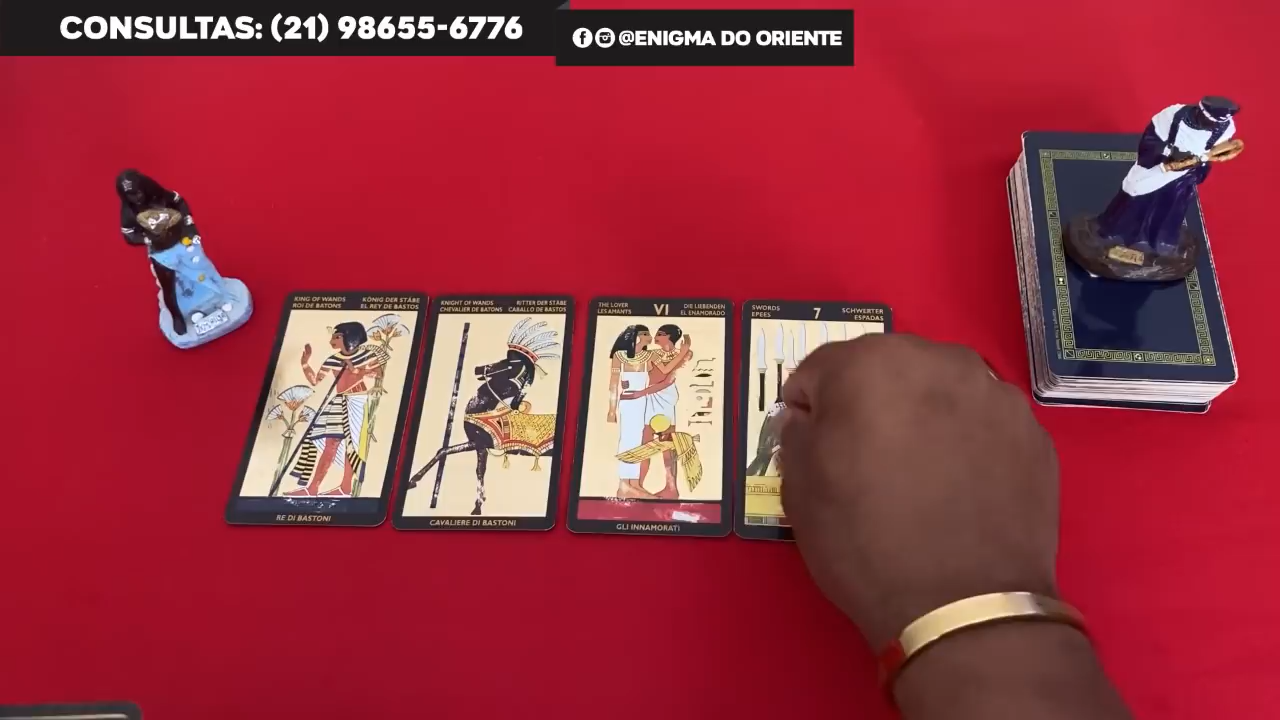 CONSULTAS: (21) 98655-6776
@ENIGMA DO ORIENTE
KING OF WANDS KÖNIG DER STÄBE
ROI DE BATONS EL REY DE BASTOS
RE DI BASTONI
KNIGHT OF WANDS RITTER DER STÄBE
CHEVALIER DE BATONS CABALLO DE BASTOS
CAVALIERE DI BASTONI
THE LOVER VI DIE LIEBENDEN
LES AMANTS EL ENAMORADO
GLI INNAMORATI
SWORDS 7 SCHWERTER
EPEES ESPADAS